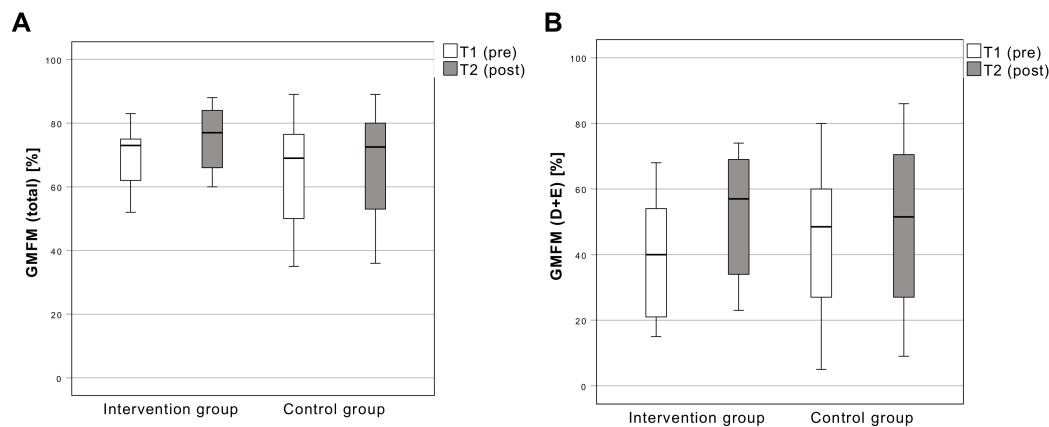 A
GMFM (total) [%]
100
80
60
40
20
0
Intervention group
Control group
T1 (pre)
T2 (post)
B
GMFM (D+E) [%]
100
80
60
40
20
0
Intervention group
Control group
T1 (pre)
T2 (post)